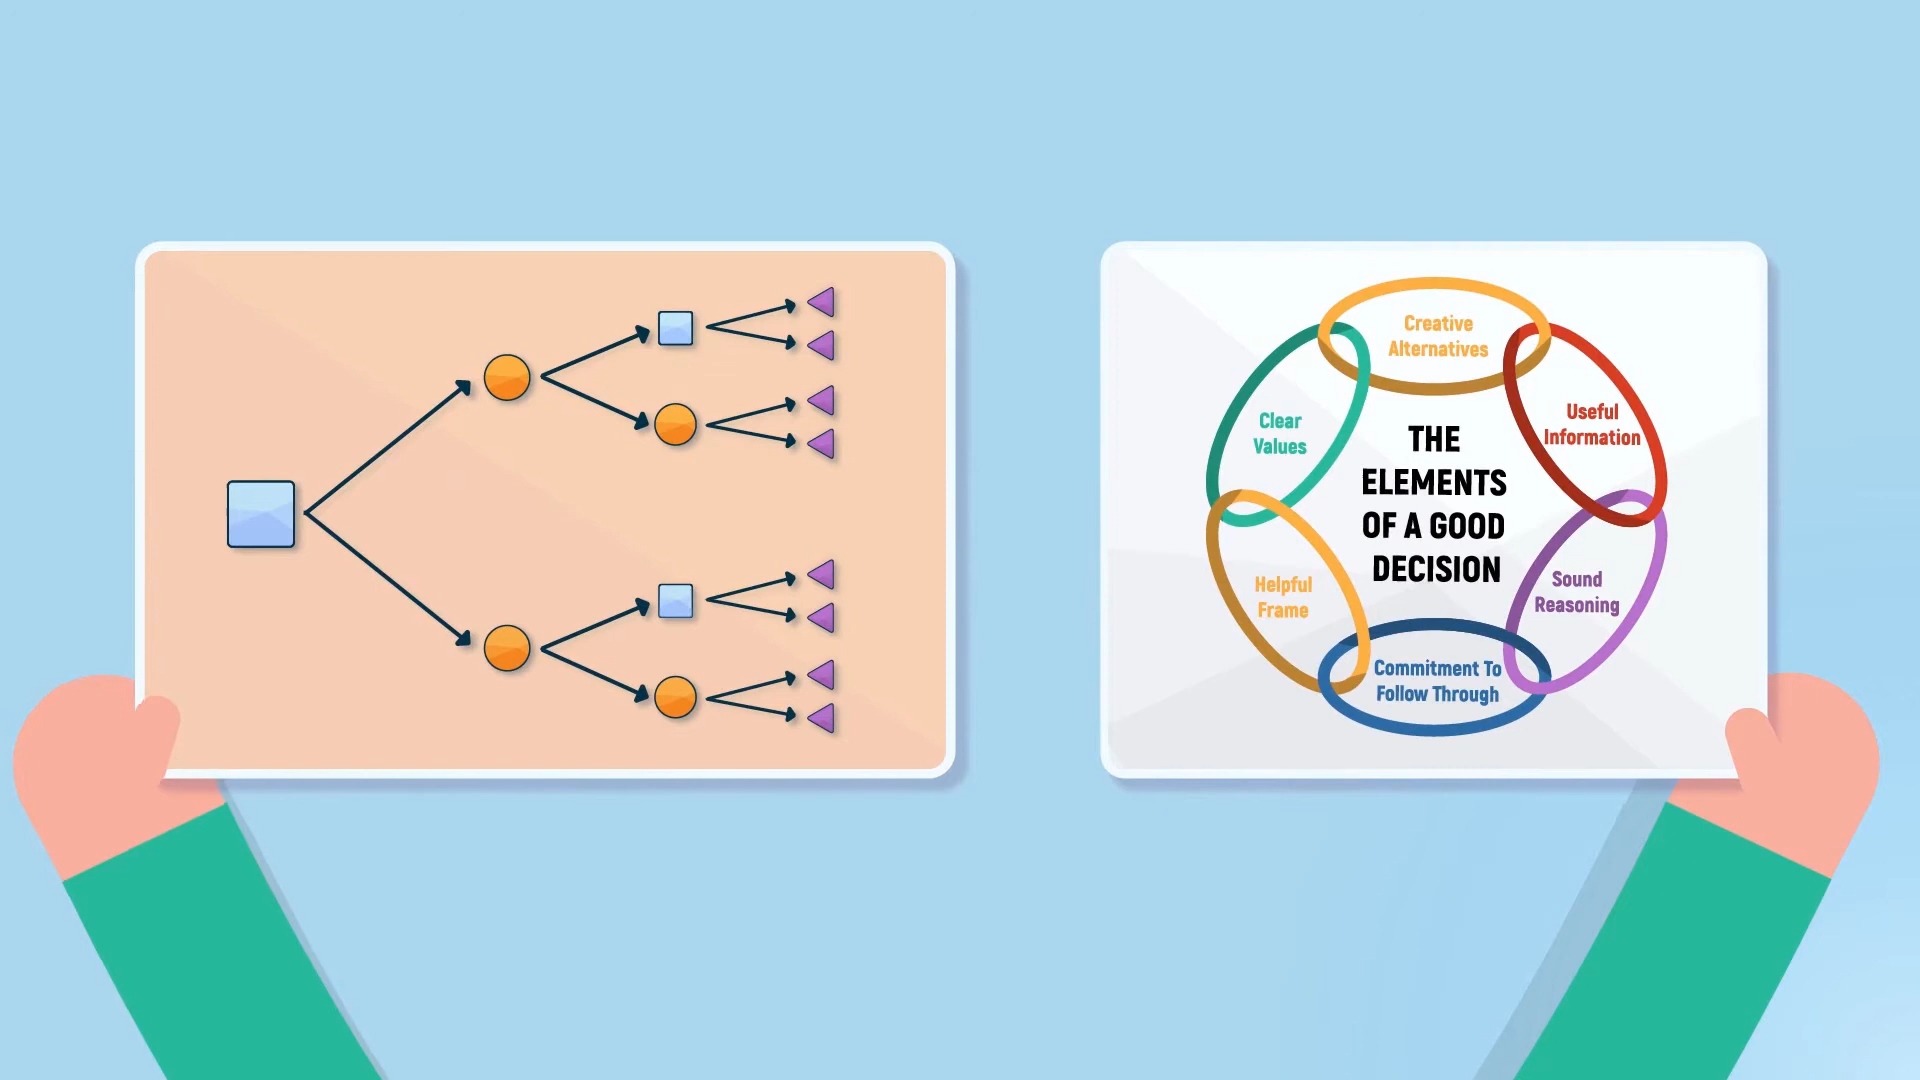 Creative
Alternatives
Useful
Information
Clear
Values
THE
ELEMENTS
OF A GOOD
DECISION
Helpful
Frame
Sound
Reasoning
Commitment To
Follow Through